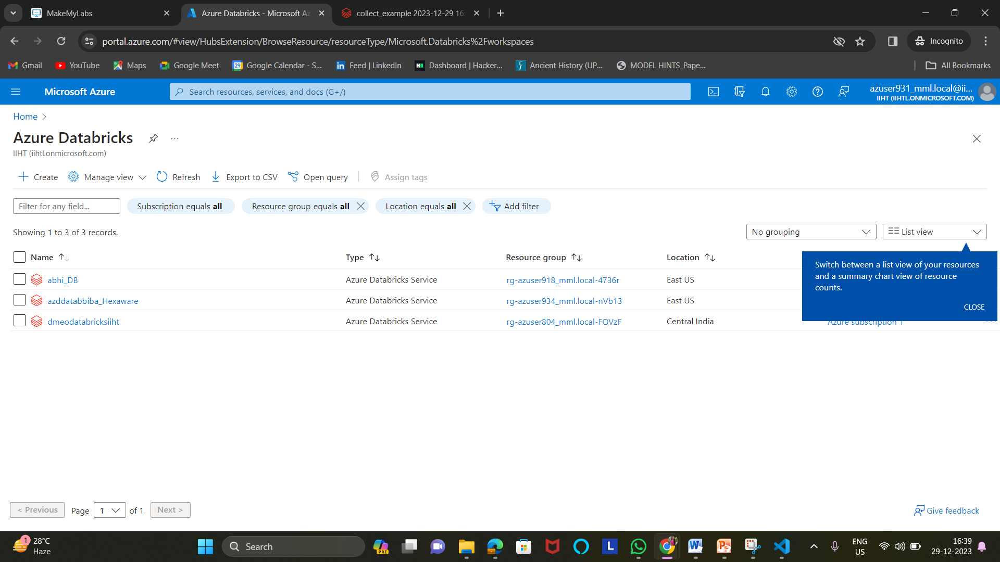 MakeMyLabs
Azure Databricks - Microsoft Az
collect_example 2023-12-29 16:
portal.azure.com/#view/HubsExtension/BrowseResource/resourceType/Microsoft.Databricks%2Fworkspaces
Incognito
Gmail
YouTube
Maps
Google Meet
29
Google Calendar - S...
Feed | LinkedIn
Dashboard | Hacker...
Ancient History (UP...
MODEL HINTS_Pape...
All Bookmarks
Microsoft Azure
Search resources, services, and docs (G+/)
azuser931_mml.local@ii...
IIHT (IIHTL.ONMICROSOFT.COM)
Home
Azure Databricks
...
IIHT (iihtl.onmicrosoft.com)
Create
Manage view
Refresh
Export to CSV
Open query
Assign tags
Filter for any field...
Subscription equals all
Resource group equals all
Location equals all
Add filter
Showing 1 to 3 of 3 records.
No grouping
List view
Name
Type
Resource group
Location
abhi_DB
Azure Databricks Service
rg-azuser918_mml.local-4736r
East US
azddatabbiba_Hexaware
Azure Databricks Service
rg-azuser934_mml.local-nVb13
East US
dmeodatabricksiiht
Azure Databricks Service
rg-azuser804_mml.local-FQVzF
Central India
Azure subscription 1
Switch between a list view of your resources
and a summary chart view of resource
counts.
CLOSE
< Previous
Page
1
of 1
Next >
Give feedback
1
28°C
Haze
Search
PRE
L
ENG
US
16:39
29-12-2023